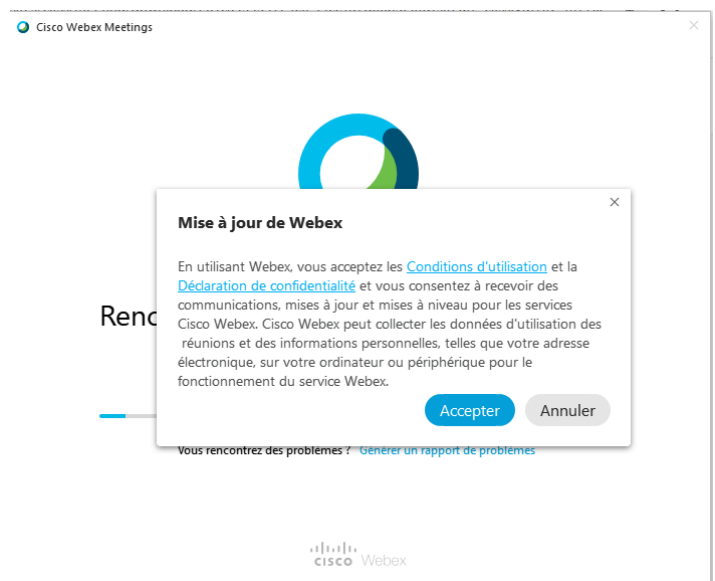 Cisco Webex Meetings
Mise à jour de Webex
En utilisant Webex, vous acceptez les Conditions d'utilisation et la
Déclaration de confidentialité et vous consentez à recevoir des
communications, mises à jour et mises à niveau pour les services
Cisco Webex. Cisco Webex peut collecter les données d'utilisation des
réunions et des informations personnelles, telles que votre adresse
électronique, sur votre ordinateur ou périphérique pour le
fonctionnement du service Webex.
Renc
Accepter Annuler
Vous rencontrez des problèmes ? Générer un rapport de problèmes
CISCO Webex